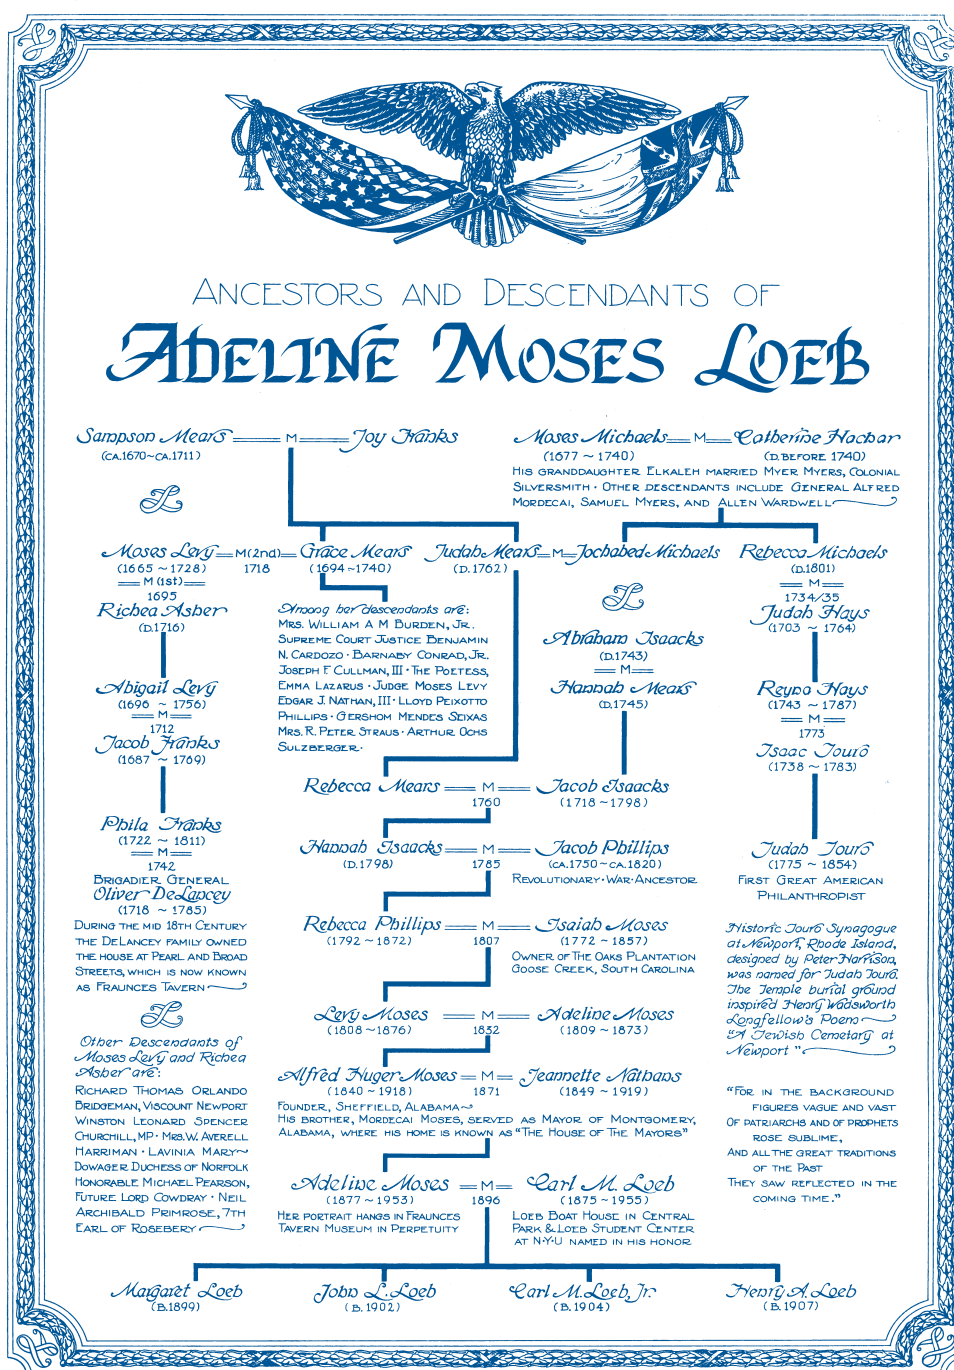 Ancestors and Descendants of
Adeline Moses Loeb
Sampson Mears M Joy Franks
(ca.1670~ca.1711)
Moses Michaels M Catherine Hachar
(1677 ~ 1740) (D. before 1740)
His granddaughter Elkaleh married Myer Myers, Colonial
Silversmith · Other descendants include General Alfred
Mordecai, Samuel Myers, and Allen Wardwell
Moses Levy M(2nd) Grace Mears
(1665 ~ 1728) 1718 (1694~1740)
M (1st)
1695
Richea Asher
(D.1716)
Abigail Levy
(1696 ~ 1756)
M
1712
Jacob Franks
(1687 ~ 1769)
Phila Franks
(1722 ~ 1811)
M
1742
Brigadier General
Oliver DeLancey
(1718 ~ 1785)
During the mid 18th Century
the DeLancey family owned
the house at Pearl and Broad
Streets, which is now known
as Fraunces Tavern
Other Descendants of
Moses Levy and Richea
Asher are:
Richard Thomas Orlando
Bridgeman, Viscount Newport
Winston Leonard Spencer
Churchill, MP · Mrs. W. Averell
Harriman · Lavinia Mary~
Dowager Duchess of Norfolk
Honorable Michael Pearson,
Future Lord Cowdray · Neil
Archibald Primrose, 7th
Earl of Rosebery
Among her descendants are:
Mrs. William A M Burden, Jr.
Supreme Court Justice Benjamin
N. Cardozo · Barnaby Conrad, Jr.
Joseph F Cullman, III · The Poetess,
Emma Lazarus · Judge Moses Levy
Edgar J. Nathan, III · Lloyd Peixotto
Phillips · Gershom Mendes Seixas
Mrs. R. Peter Straus · Arthur Ochs
Sulzberger ·
Judah Mears M Jochabed Michaels
(D.1762)
Abraham Isaacks
(D.1743)
M
Hannah Mears
(D.1745)
Rebecca Michaels
(D.1801)
M
1734/35
Judah Hays
(1703 ~ 1764)
Reyna Hays
(1743 ~ 1787)
M
1773
Isaac Touro
(1738 ~ 1783)
Judah Touro
(1775 ~ 1854)
First Great American
Philanthropist
Historic Touro Synagogue
at Newport, Rhode Island,
designed by Peter Harrison,
was named for Judah Touro.
The Temple burial ground
inspired Henry Wadsworth
Longfellow's Poem
"A Jewish Cemetary at
Newport"
"For in the background
figures vague and vast
Of patriarchs and of prophets
rose sublime,
And all the great traditions
of the Past
They saw reflected in the
coming time."
Rebecca Mears M Jacob Isaacks
1760 (1718~1798)
Hannah Isaacks M Jacob Phillips
(D.1798) 1785 (ca.1750~ca.1820)
Revolutionary · War · Ancestor
Rebecca Phillips M Isaiah Moses
(1792 ~ 1872) 1807 (1772 ~ 1857)
Owner of The Oaks Plantation
Goose Creek, South Carolina
Levy Moses M Adeline Moses
(1808 ~ 1876) 1832 (1809 ~ 1873)
Alfred Huger Moses M Jeannette Nathans
(1840 ~ 1918) 1871 (1849 ~ 1919)
Founder, Sheffield, Alabama~
His brother, Mordecai Moses, served as Mayor of Montgomery,
Alabama, where his home is known as "The House of The Mayors"
Adeline Moses M Carl M. Loeb
(1877 ~ 1953) 1896 (1875 ~ 1955)
Her portrait hangs in Fraunces
Tavern Museum in Perpetuity
Loeb Boat House in Central
Park & Loeb Student Center
at N·Y·U named in his honor
Margaret Loeb John L. Loeb Carl M. Loeb, Jr. Henry A. Loeb
(B.1899) (B.1902) (B.1904) (B.1907)